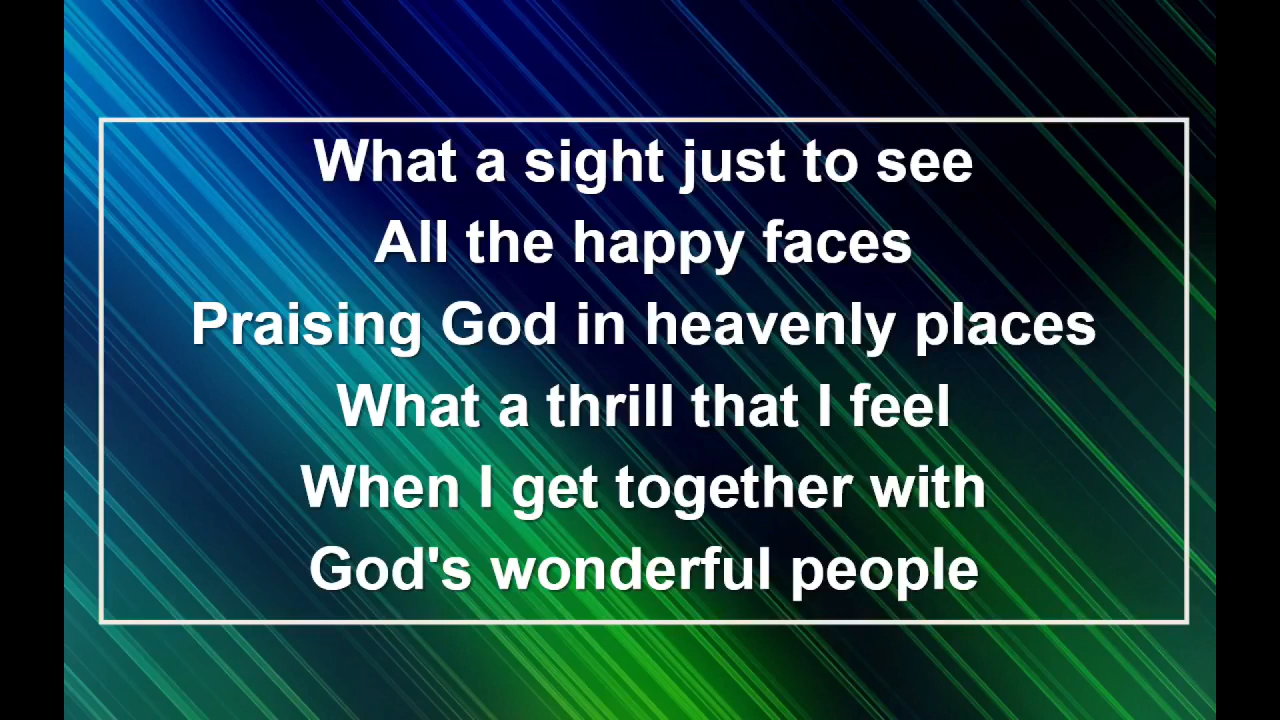 What a sight just to see
All the happy faces
Praising God in heavenly places
What a thrill that I feel
When I get together with
God's wonderful people